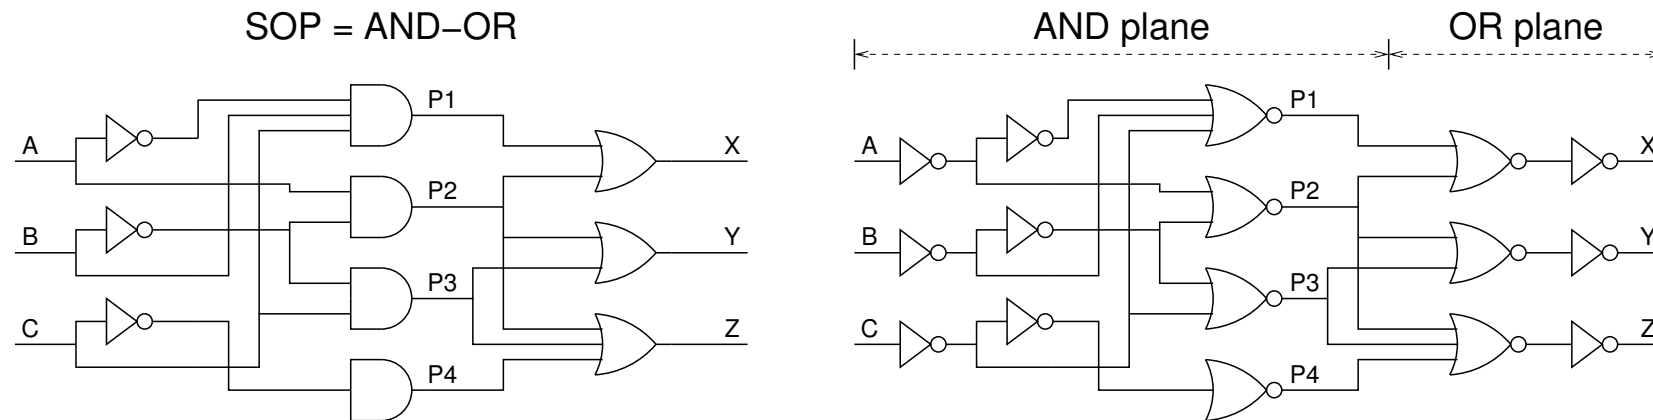 SOP = AND–OR
A
B
C
P1
P2
P3
P4
X
Y
Z
AND plane
OR plane
A
B
C
P1
P2
P3
P4
X
Y
Z